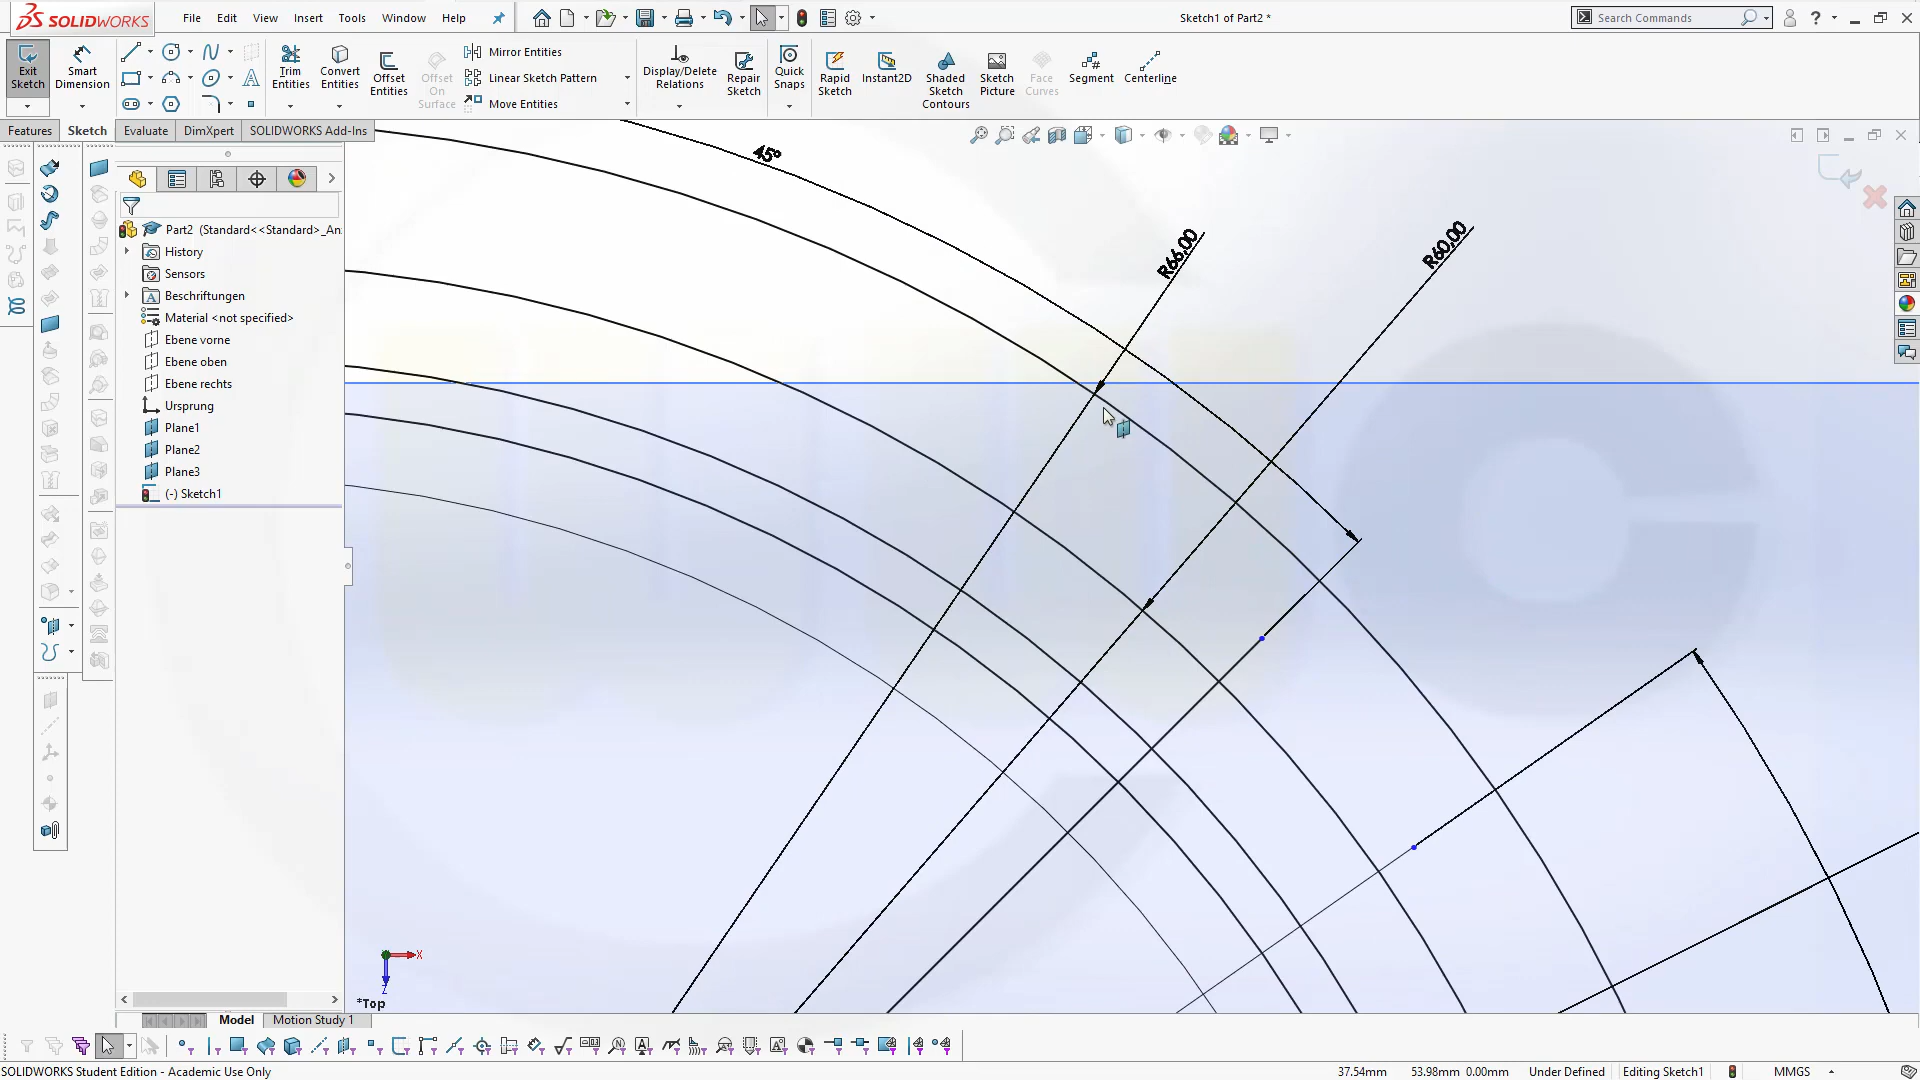 SOLIDWORKS File Edit View Insert Tools Window Help Sketch1 of Part2 * Search Commands ?
Exit Sketch
Smart Dimension
Trim Entities
Convert Entities
Offset Entities
Offset On Surface
Mirror Entities
Linear Sketch Pattern
Move Entities
Display/Delete Relations
Repair Sketch
Quick Snaps
Rapid Sketch
Instant2D
Shaded Sketch Contours
Sketch Picture
Face Curves
Segment
Centerline
Features Sketch Evaluate DimXpert SOLIDWORKS Add-Ins
Part2 (Standard<<Standard>_An
History
Sensors
Beschriftungen
Material <not specified>
Ebene vorne
Ebene oben
Ebene rechts
Ursprung
Plane1
Plane2
Plane3
(-) Sketch1
45°
R66,00
R60,00
X
Z
*Top
Model Motion Study 1
SOLIDWORKS Student Edition - Academic Use Only 37.54mm 53.98mm 0.00mm Under Defined Editing Sketch1 MMGS